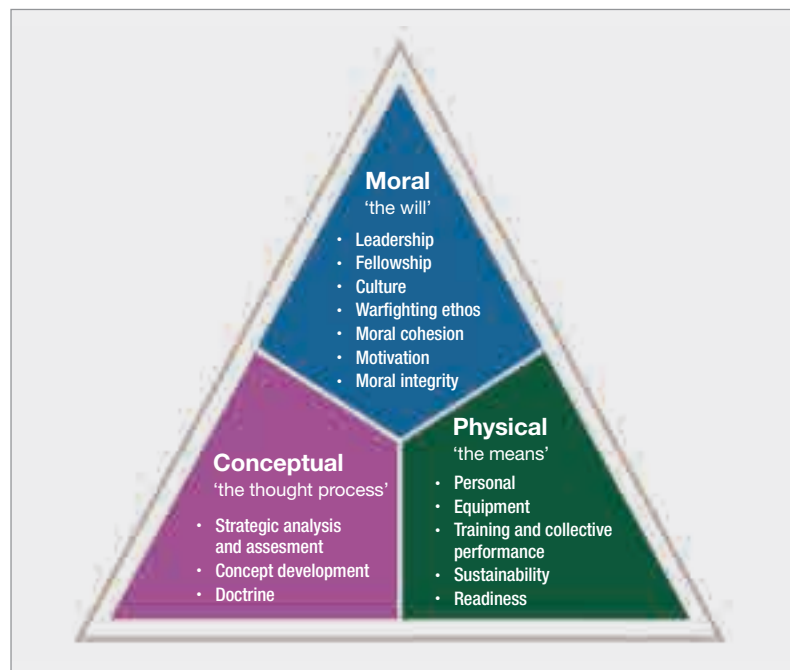 Moral
‘the will’
• Leadership
• Fellowship
• Culture
• Warfighting ethos
• Moral cohesion
• Motivation
• Moral integrity
Conceptual
‘the thought process’
• Strategic analysis
and assesment
• Concept development
• Doctrine
Physical
‘the means’
• Personal
• Equipment
• Training and collective
performance
• Sustainability
• Readiness